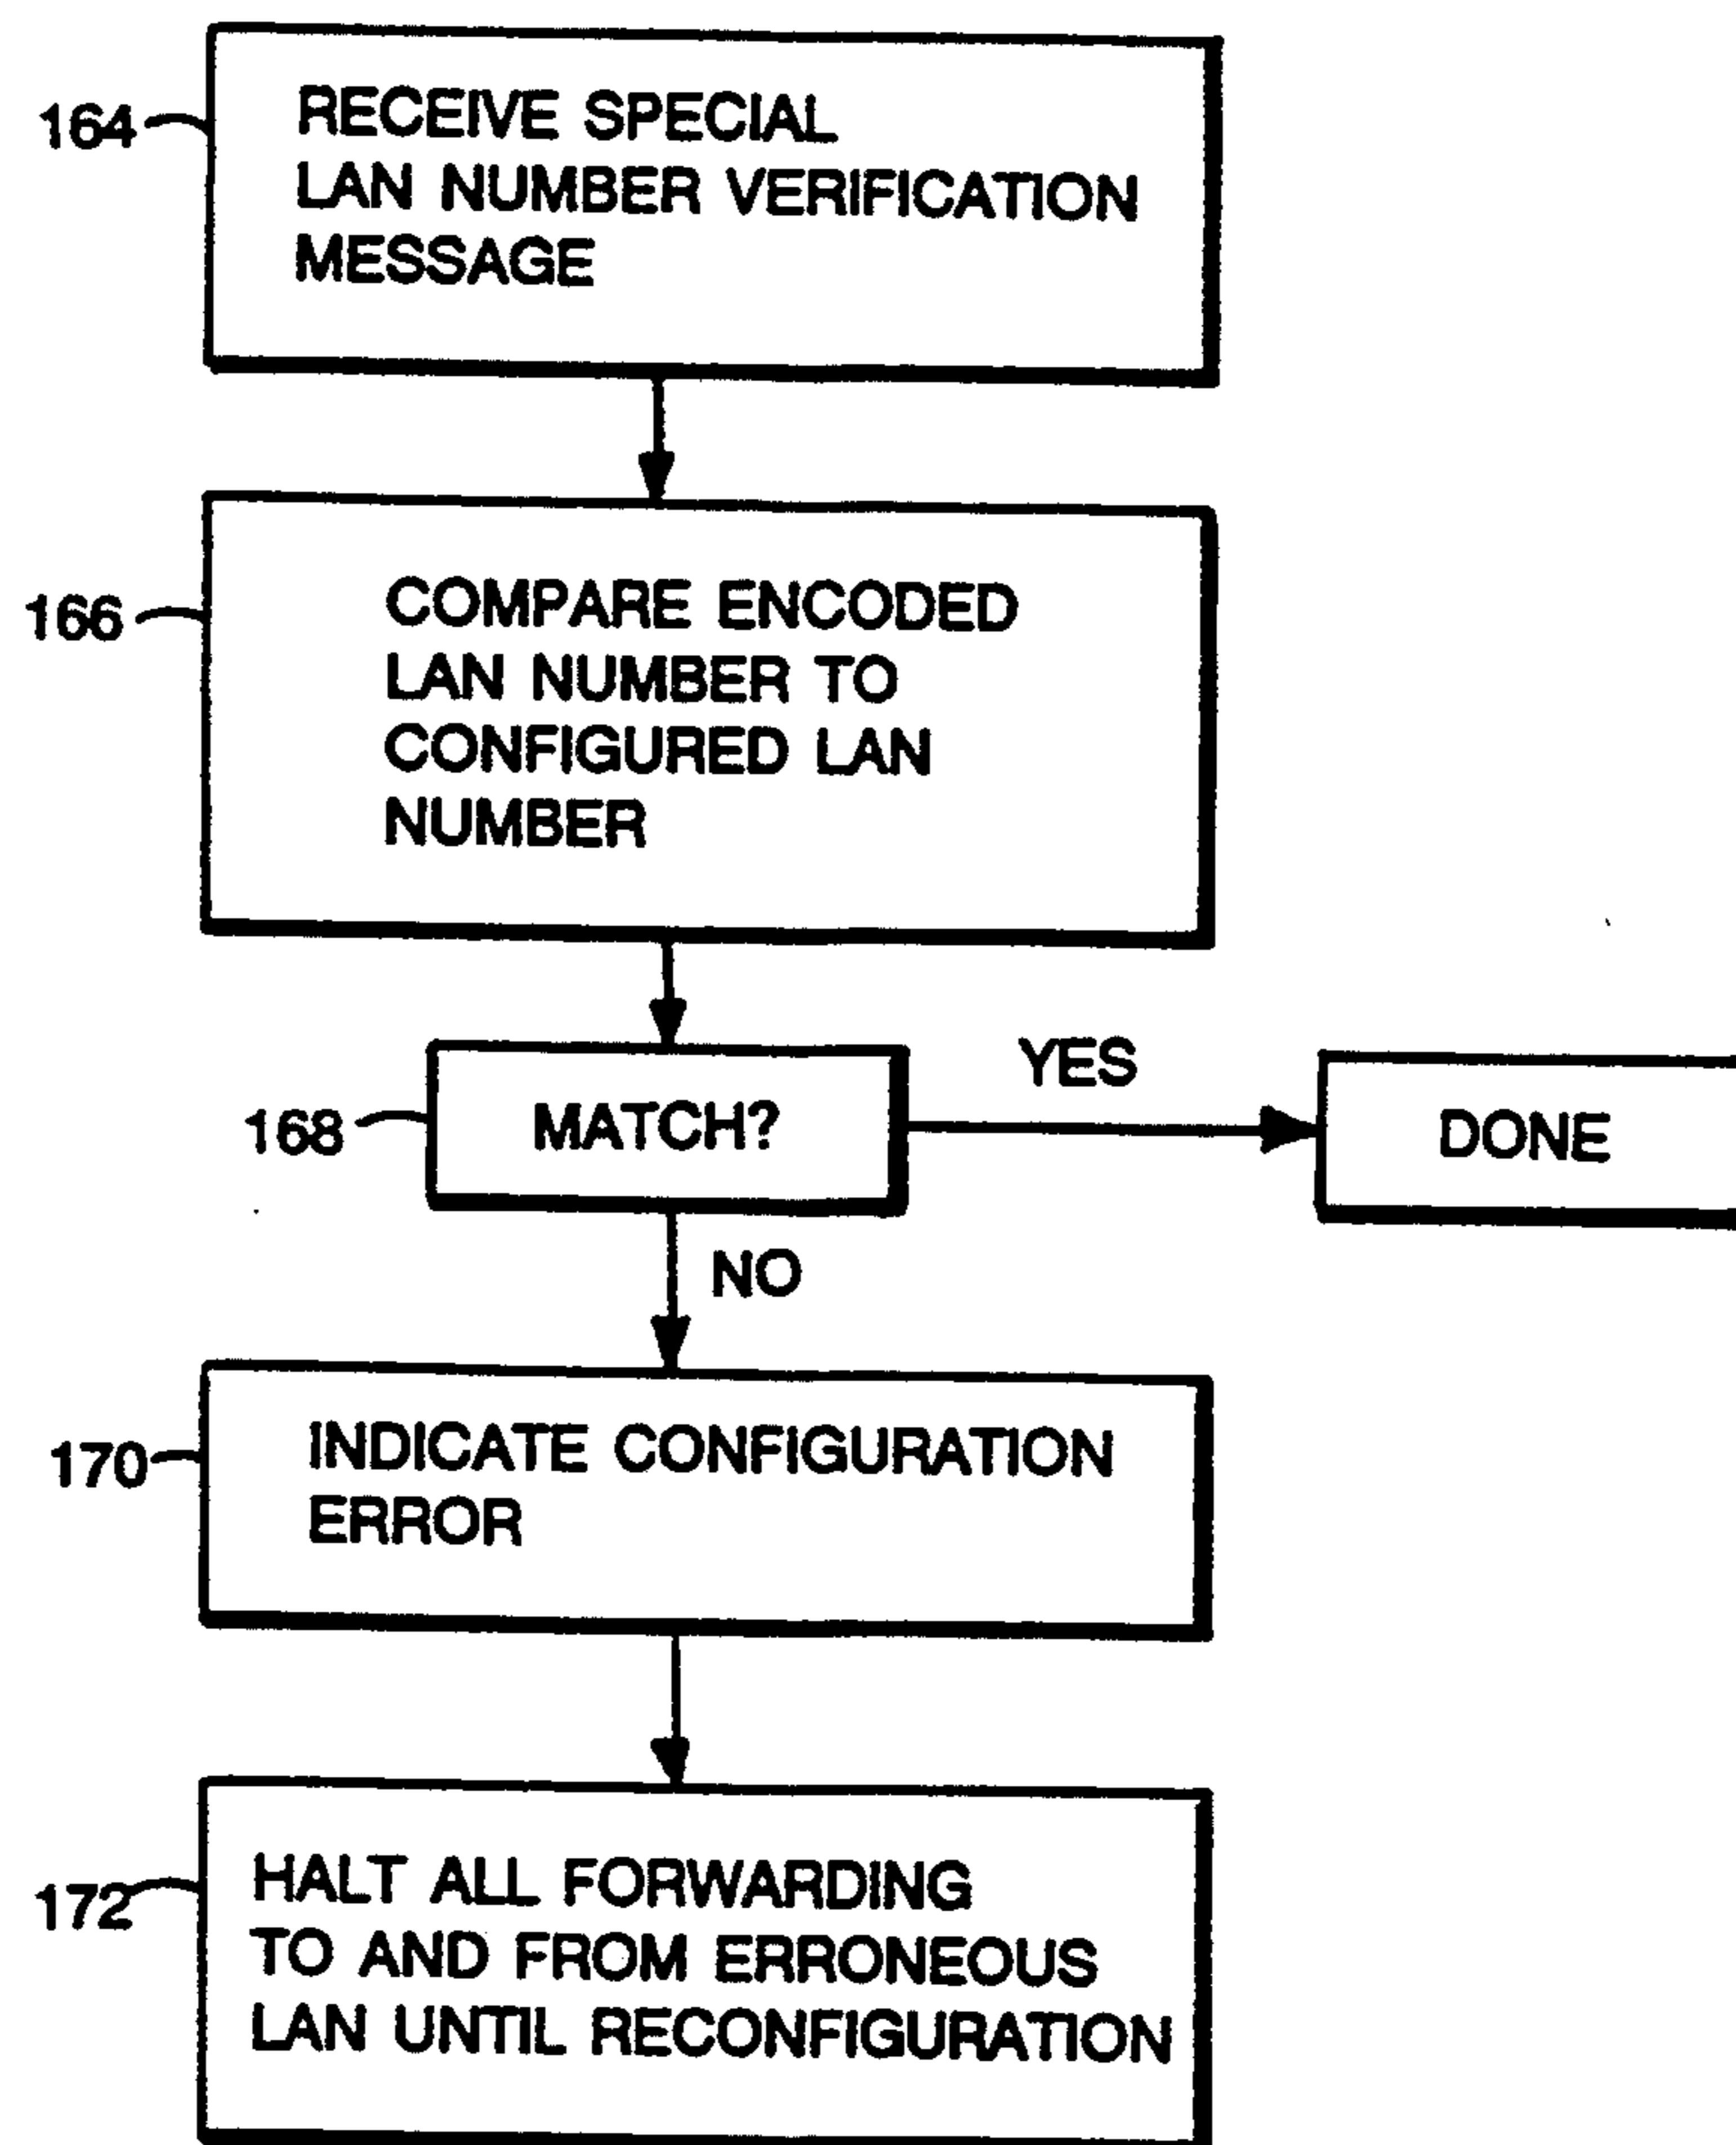 164
RECEIVE SPECIAL
LAN NUMBER VERIFICATION
MESSAGE
166
COMPARE ENCODED
LAN NUMBER TO
CONFIGURED LAN
NUMBER
168
MATCH?
YES
DONE
NO
170
INDICATE CONFIGURATION
ERROR
172
HALT ALL FORWARDING
TO AND FROM ERRONEOUS
LAN UNTIL RECONFIGURATION